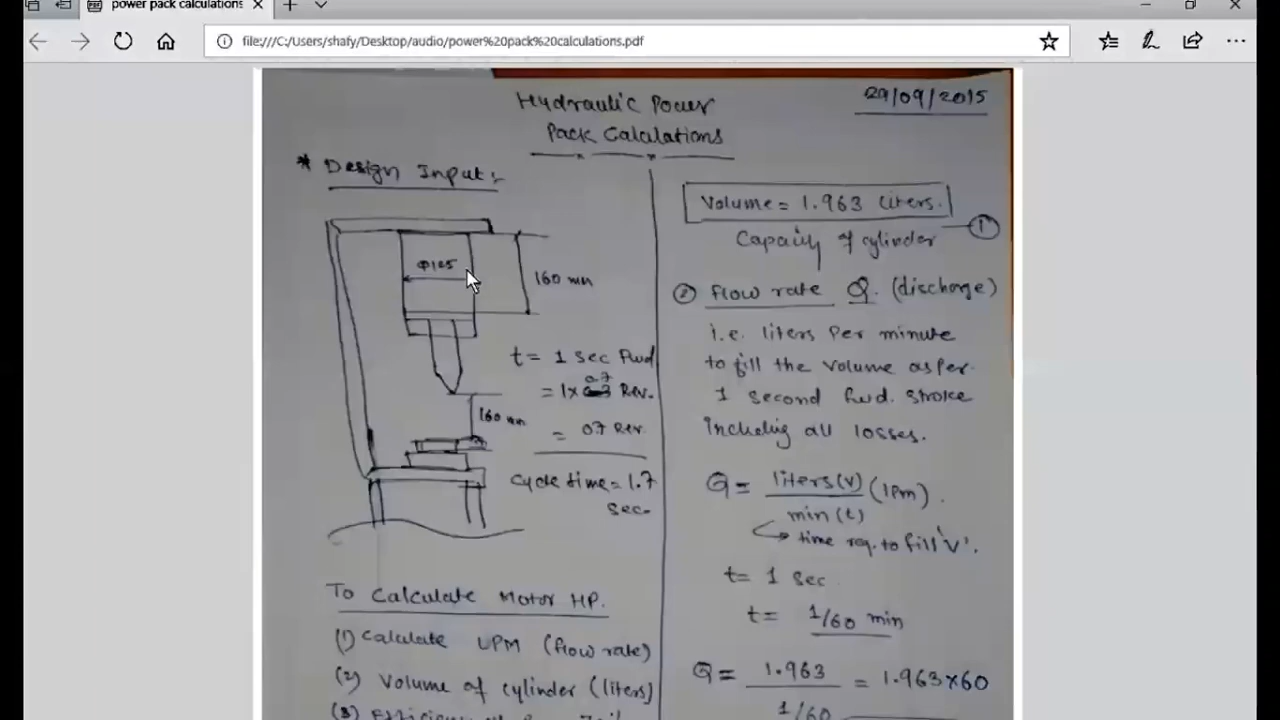 power pack calculations
file:///C:/Users/shafy/Desktop/audio/power%20pack%20calculations.pdf
Hydraulic Power
Pack Calculations
29/09/2015
* Design Input:-
Φ125
160 mm
t = 1 sec Fwd
= 1x 0.7 Rev.
= 0.7 Rev.
160 mm
Cycle time = 1.7
sec.
To Calculate Motor HP.
(1) Calculate LPM (flow rate)
(2) Volume of cylinder (liters)
Volume = 1.963 liters.
Capacity of cylinder
①
② flow rate Q. (discharge)
i.e. liters per minute
to fill the volume as per
1 second fwd. stroke
Including all losses.
Q = liters(V) (lpm).
min(t)
time req. to fill 'V'.
t = 1 sec
t = 1/60 min
Q = 1.963 = 1.963x60
1/60